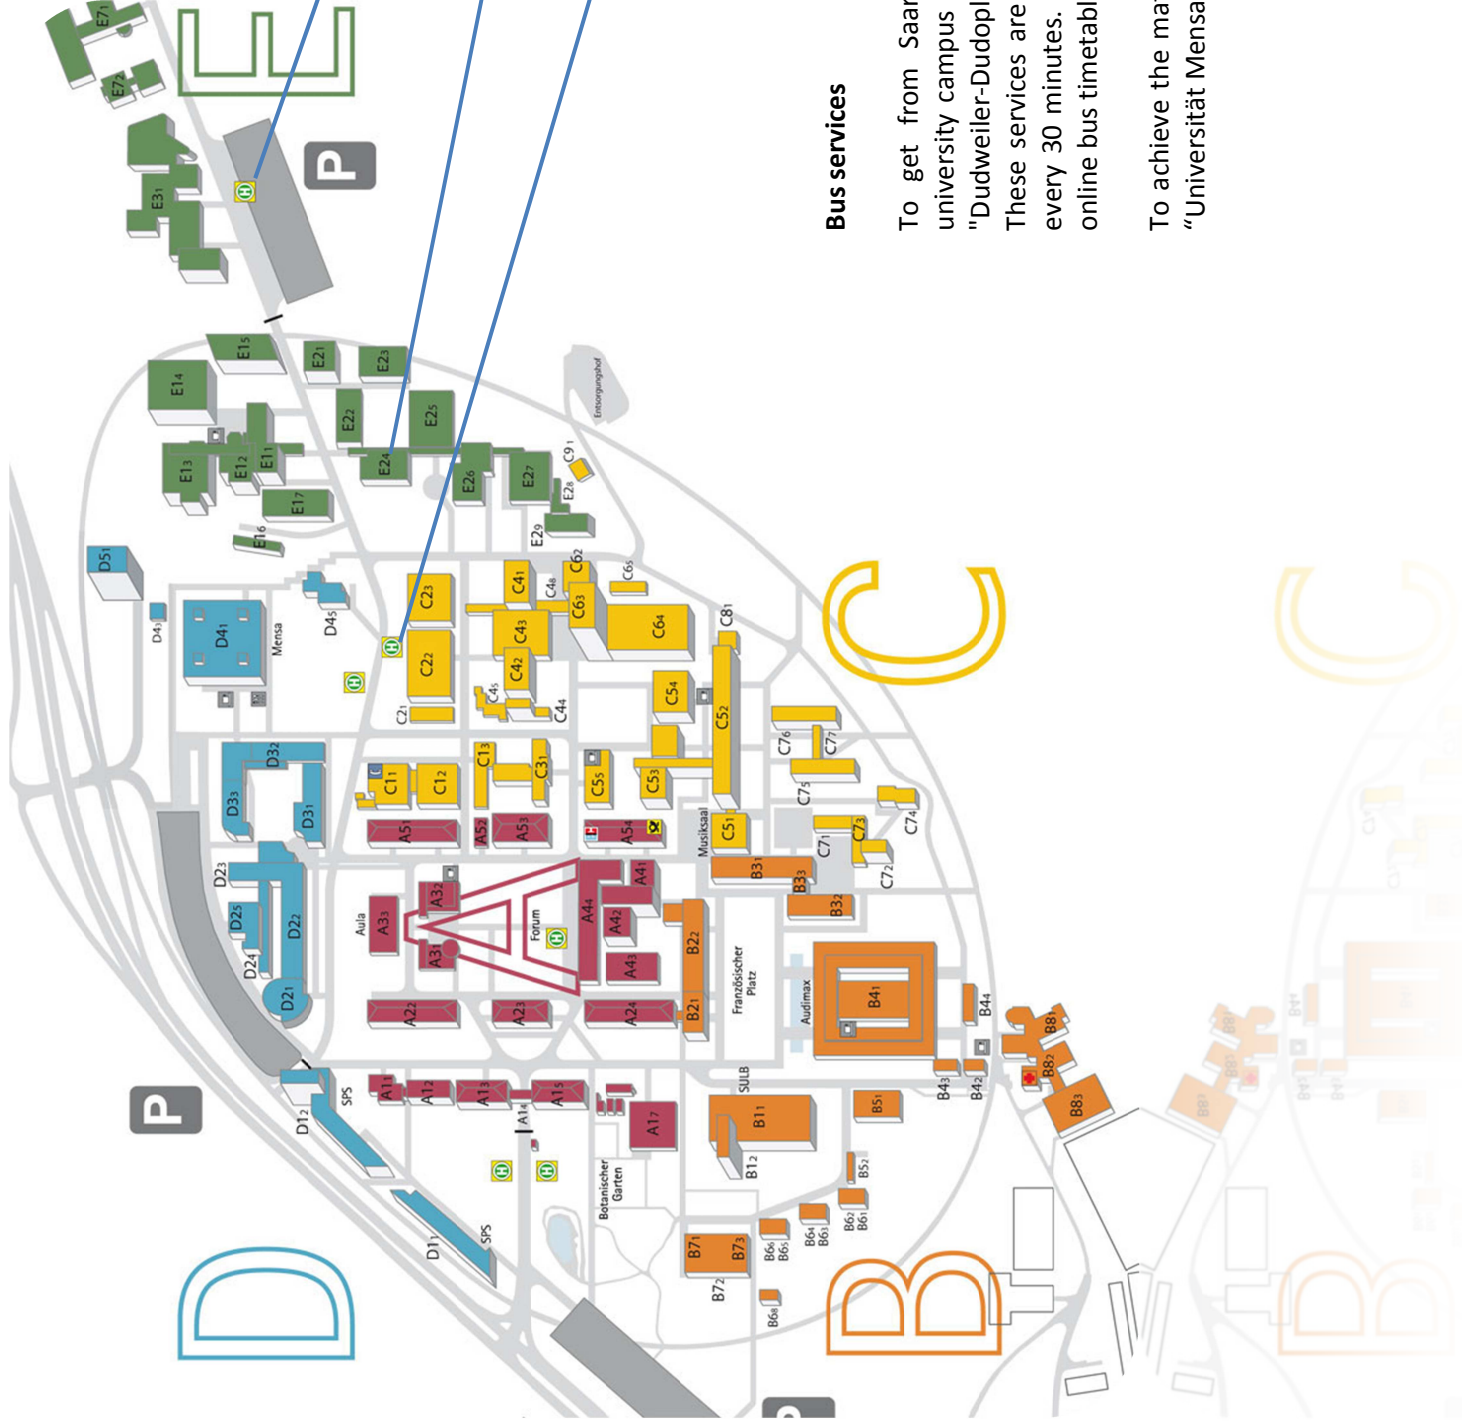 Bus services
To get from Saar
university campus
"Dudweiler-Dudopl
These services are
every 30 minutes.
online bus timetabl
To achieve the ma
“Universität Mensa
E
P
E71
E72
E31
H
E15
E14
E21
E23
E22
E25
E13
E12
E11
E24
E17
E26
E27
E28
C91
E29
E16
Entsorgungshof
D51
D43
D41
Mensa
D45
H
H
C23
C22
C21
C41
C48
C62
C65
C63
C43
C64
C42
C45
C44
C81
C54
C52
C
D32
D33
D31
C11
C12
C13
C31
C55
C53
C76
C77
C75
C74
Musiksaal
C51
C71
C73
C72
A51
A52
A53
A54
D23
D25
D22
D24
D21
Aula
A33
A32
A31
Forum
H
A44
A41
A42
A43
B31
B33
B32
B22
B21
Französischer
Platz
Audimax
B41
B44
A22
A23
A24
P
D12
SPS
A11
A12
A13
A14
A15
A17
SULB
B11
B12
B51
B43
B42
B81
B82
B83
H
H
Botanischer
Garten
D11
SPS
B52
B62
B61
B64
B63
B66
B65
B71
B73
B72
B68
D
B
P
C
B